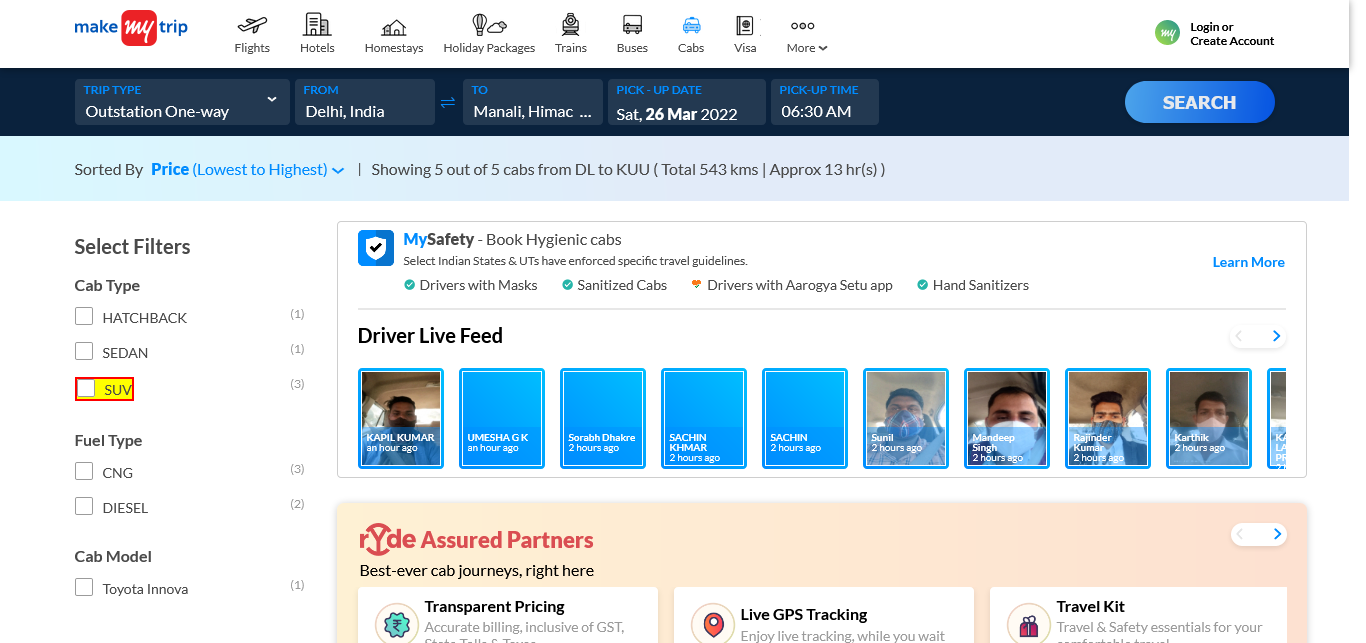 make my trip
Flights
Hotels
Homestays
Holiday Packages
Trains
Buses
Cabs
Visa
More
my
Login or
Create Account
TRIP TYPE
Outstation One-way
FROM
Delhi, India
TO
Manali, Himac ...
PICK - UP DATE
Sat, 26 Mar 2022
PICK-UP TIME
06:30 AM
SEARCH
Sorted By Price (Lowest to Highesst) | Showing 5 out of 5 cabs from DL to KUU ( Total 543 kms | Approx 13 hr(s) )
Select Filters
Cab Type
HATCHBACK (1)
SEDAN (1)
SUV (3)
Fuel Type
CNG (3)
DIESEL (2)
Cab Model
Toyota Innova (1)
MySafety - Book Hygienic cabs
Select Indian States & UTs have enforced specific travel guidelines.
Learn More
Drivers with Masks
Sanitized Cabs
Drivers with Aarogya Setu app
Hand Sanitizers
Driver Live Feed
KAPIL KUMAR
an hour ago
UMESHA G K
an hour ago
Sorabh Dhakre
2 hours ago
SACHIN
KHMAR
2 hours ago
SACHIN
2 hours ago
Sunil
2 hours ago
Mandeep
Singh
2 hours ago
Rajinder
Kumar
2 hours ago
Karthik
2 hours ago
ryde Assured Partners
Best-ever cab journeys, right here
Transparent Pricing
Accurate billing, inclusive of GST,
Live GPS Tracking
Enjoy live tracking, while you wait
Travel Kit
Travel & Safety essentials for your